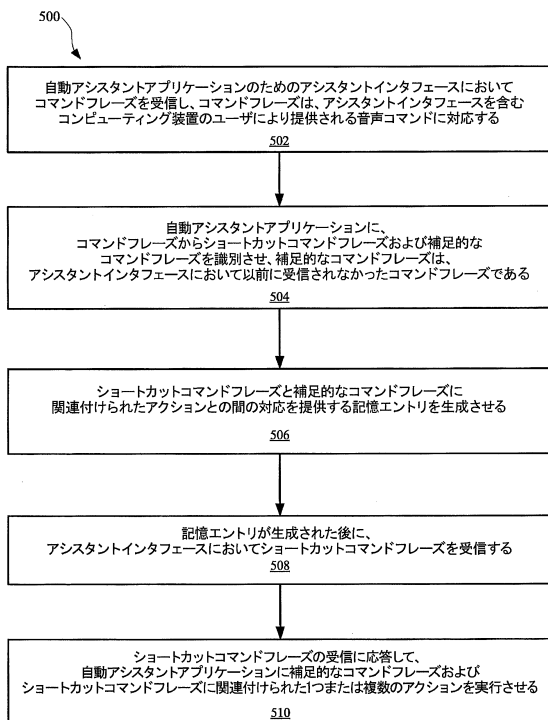 500
自動アシスタントアプリケーションのためのアシスタントインタフェースにおいて
コマンドフレーズを受信し、コマンドフレーズは、アシスタントインタフェースを含む
コンピューティング装置のユーザにより提供される音声コマンドに対応する
502
自動アシスタントアプリケーションに、
コマンドフレーズからショートカットコマンドフレーズおよび補足的な
コマンドフレーズを識別させ、補足的なコマンドフレーズは、
アシスタントインタフェースにおいて以前に受信されなかったコマンドフレーズである
504
ショートカットコマンドフレーズと補足的なコマンドフレーズに
関連付けられたアクションとの間の対応を提供する記憶エントリを生成させる
506
記憶エントリが生成された後に、
アシスタントインタフェースにおいてショートカットコマンドフレーズを受信する
508
ショートカットコマンドフレーズの受信に応答して、
自動アシスタントアプリケーションに補足的なコマンドフレーズおよび
ショートカットコマンドフレーズに関連付けられた1つまたは複数のアクションを実行させる
510